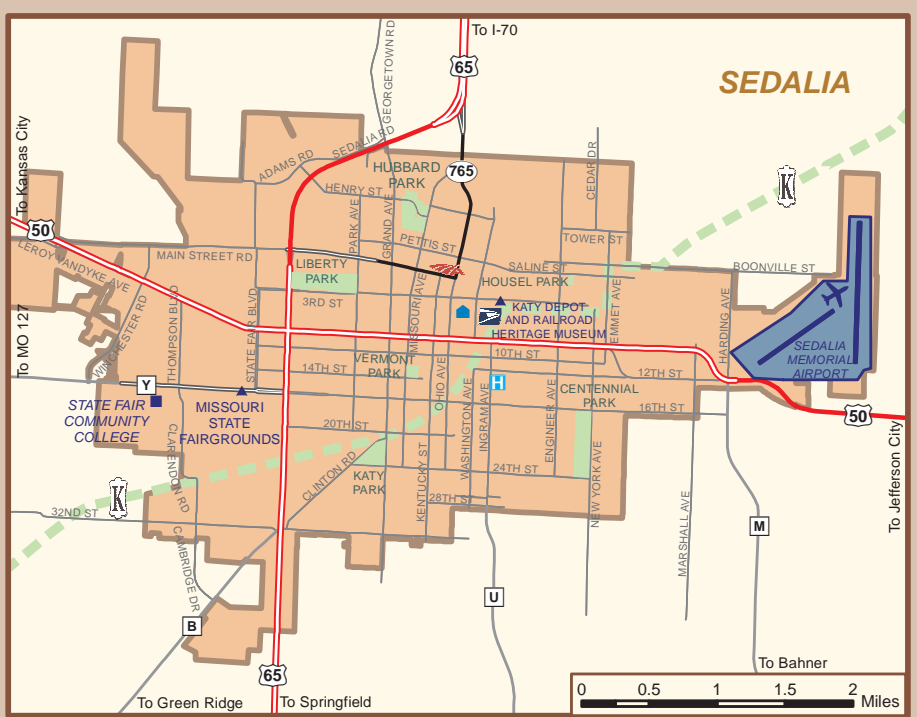 To I-70
65
SEDALIA
GEORGETOWN RD
SEDALIA RD
ADAMS RD
To Kansas City
HUBBARD
PARK
765
CEDAR DR
K
HENRY ST
PARK AVE
GRAND AVE
50
PETTIS ST
TOWER ST
LEROY VANDYKE AVE
MAIN STREET RD
LIBERTY
PARK
SALINE ST
BOONVILLE ST
HOUSEL PARK
3RD ST
MISSOURI AVE
KATY DEPOT
AND RAILROAD
HERITAGE MUSEUM
EMMET AVE
HARDING AVE
To MO 127
WINCHESTER RD
THOMPSON BLVD
STATE FAIR BLVD
10TH ST
SEDALIA
MEMORIAL
AIRPORT
VERMONT
PARK
14TH ST
12TH ST
OHIO AVE
H
Y
CENTENNIAL
PARK
STATE FAIR
COMMUNITY
COLLEGE
MISSOURI
STATE
FAIRGROUNDS
16TH ST
50
WASHINGTON AVE
INGRAM AVE
ENGINEER AVE
20TH ST
CLARENDON RD
CLINTON RD
24TH ST
KATY
PARK
KENTUCKY ST
NEW YORK AVE
K
28TH ST
32ND ST
To Jefferson City
MARSHALL AVE
M
CAMBRIDGE DR
U
B
To Bahner
65
To Green Ridge
To Springfield
0 0.5 1 1.5 2
Miles